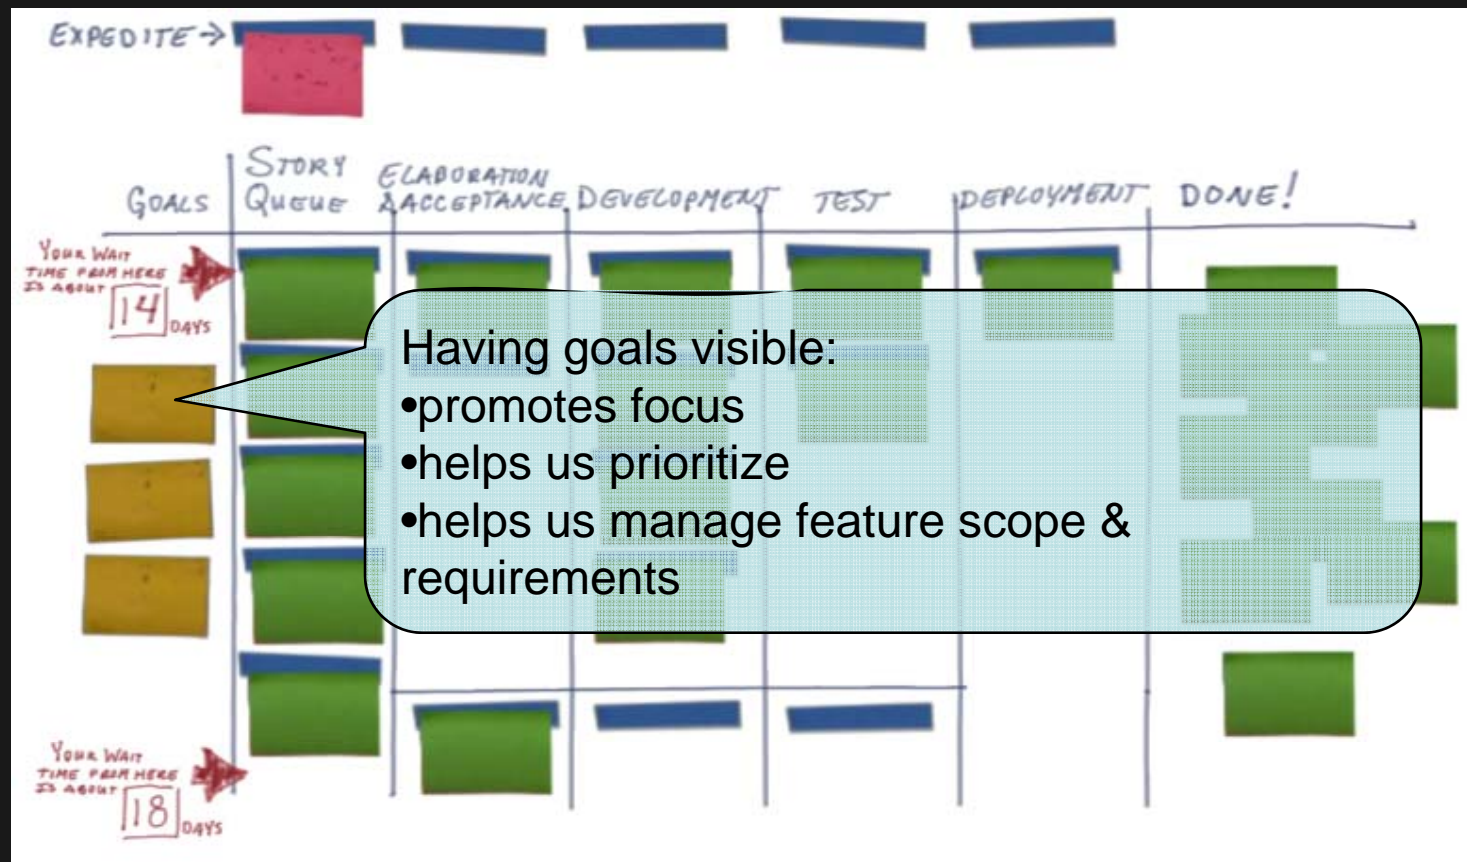 EXPEDITE →
STORY
QUEUE
ELABORATION
& ACCEPTANCE
GOALS
DEVELOPMENT
TEST
DEPLOYMENT
DONE!
YOUR WAIT
TIME FROM HERE
IS ABOUT
14 DAYS
Having goals visible:
•promotes focus
•helps us prioritize
•helps us manage feature scope &
requirements
YOUR WAIT
TIME FROM HERE
IS ABOUT
18 DAYS